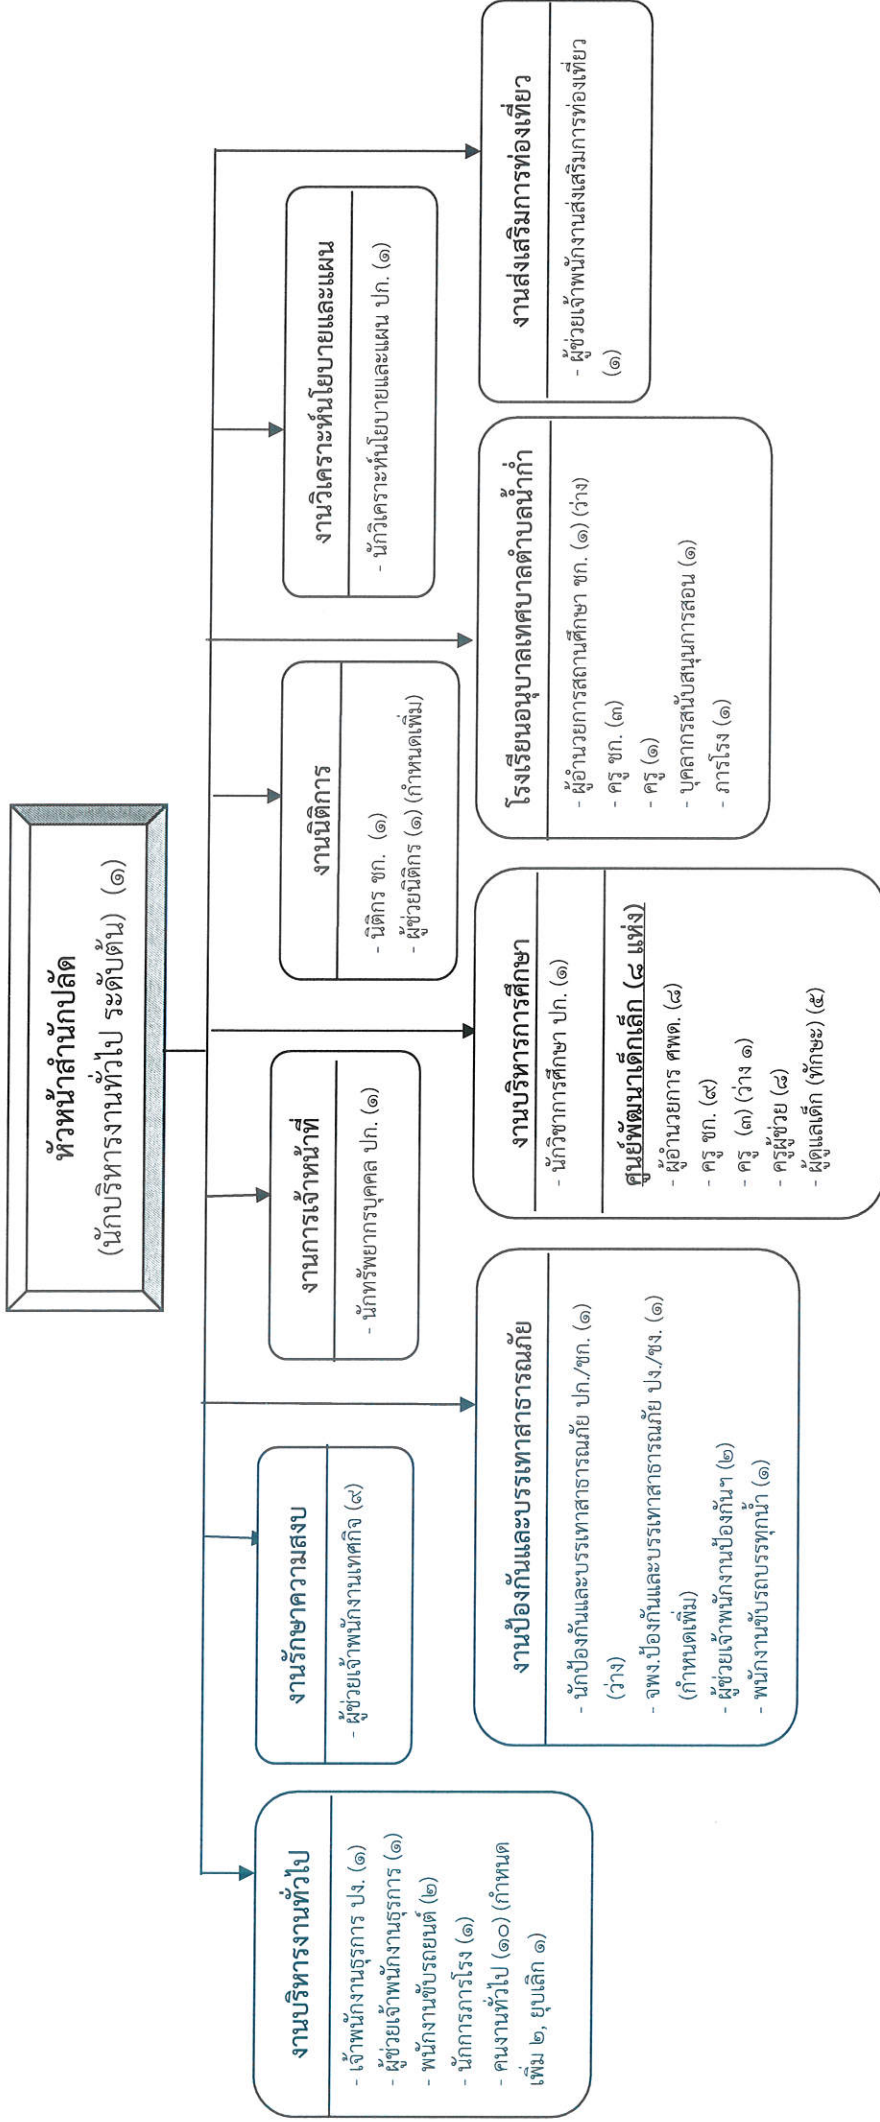 หัวหน้าสำนักปลัด
(นักบริหารงานทั่วไป ระดับต้น) (๑)
งานบริหารงานทั่วไป
- เจ้าพนักงานธุรการ ปง. (๑)
- ผู้ช่วยเจ้าพนักงานธุรการ (๑)
- พนักงานขับรถยนต์ (๒)
- นักการภารโรง (๑)
- คนงานทั่วไป (๑๐) (กำหนด
เพิ่ม ๒, ยุบเลิก ๑)
งานรักษาความสงบ
- ผู้ช่วยเจ้าพนักงานเทศกิจ (๙)
งานการเจ้าหน้าที่
- นักทรัพยากรบุคคล ปก. (๑)
งานนิติการ
- นิติกร ชก. (๑)
- ผู้ช่วยนิติกร (๑) (กำหนดเพิ่ม)
งานวิเคราะห์นโยบายและแผน
- นักวิเคราะห์นโยบายและแผน ปก. (๑)
งานป้องกันและบรรเทาสาธารณภัย
- นักป้องกันและบรรเทาสาธารณภัย ปก./ชก. (๑)
(ว่าง)
- จพง.ป้องกันและบรรเทาสาธารณภัย ปง./ชง. (๑)
(กำหนดเพิ่ม)
- ผู้ช่วยเจ้าพนักงานป้องกันฯ (๒)
- พนักงานขับรถบรรทุกน้ำ (๑)
งานบริหารการศึกษา
- นักวิชาการศึกษา ปก. (๑)
ศูนย์พัฒนาเด็กเล็ก (๘ แห่ง)
- ผู้อำนวยการ ศพด. (๘)
- ครู ชก. (๙)
- ครู (๓) (ว่าง ๑)
- ครูผู้ช่วย (๘)
- ผู้ดูแลเด็ก (ทักษะ) (๕)
โรงเรียนอนุบาลเทศบาลตำบลน้ำก่ำ
- ผู้อำนวยการสถานศึกษา ชก. (๑) (ว่าง)
- ครู ชก. (๓)
- ครู (๑)
- บุคลากรสนับสนุนการสอน (๑)
- ภารโรง (๑)
งานส่งเสริมการท่องเที่ยว
- ผู้ช่วยเจ้าพนักงานส่งเสริมการท่องเที่ยว
(๑)